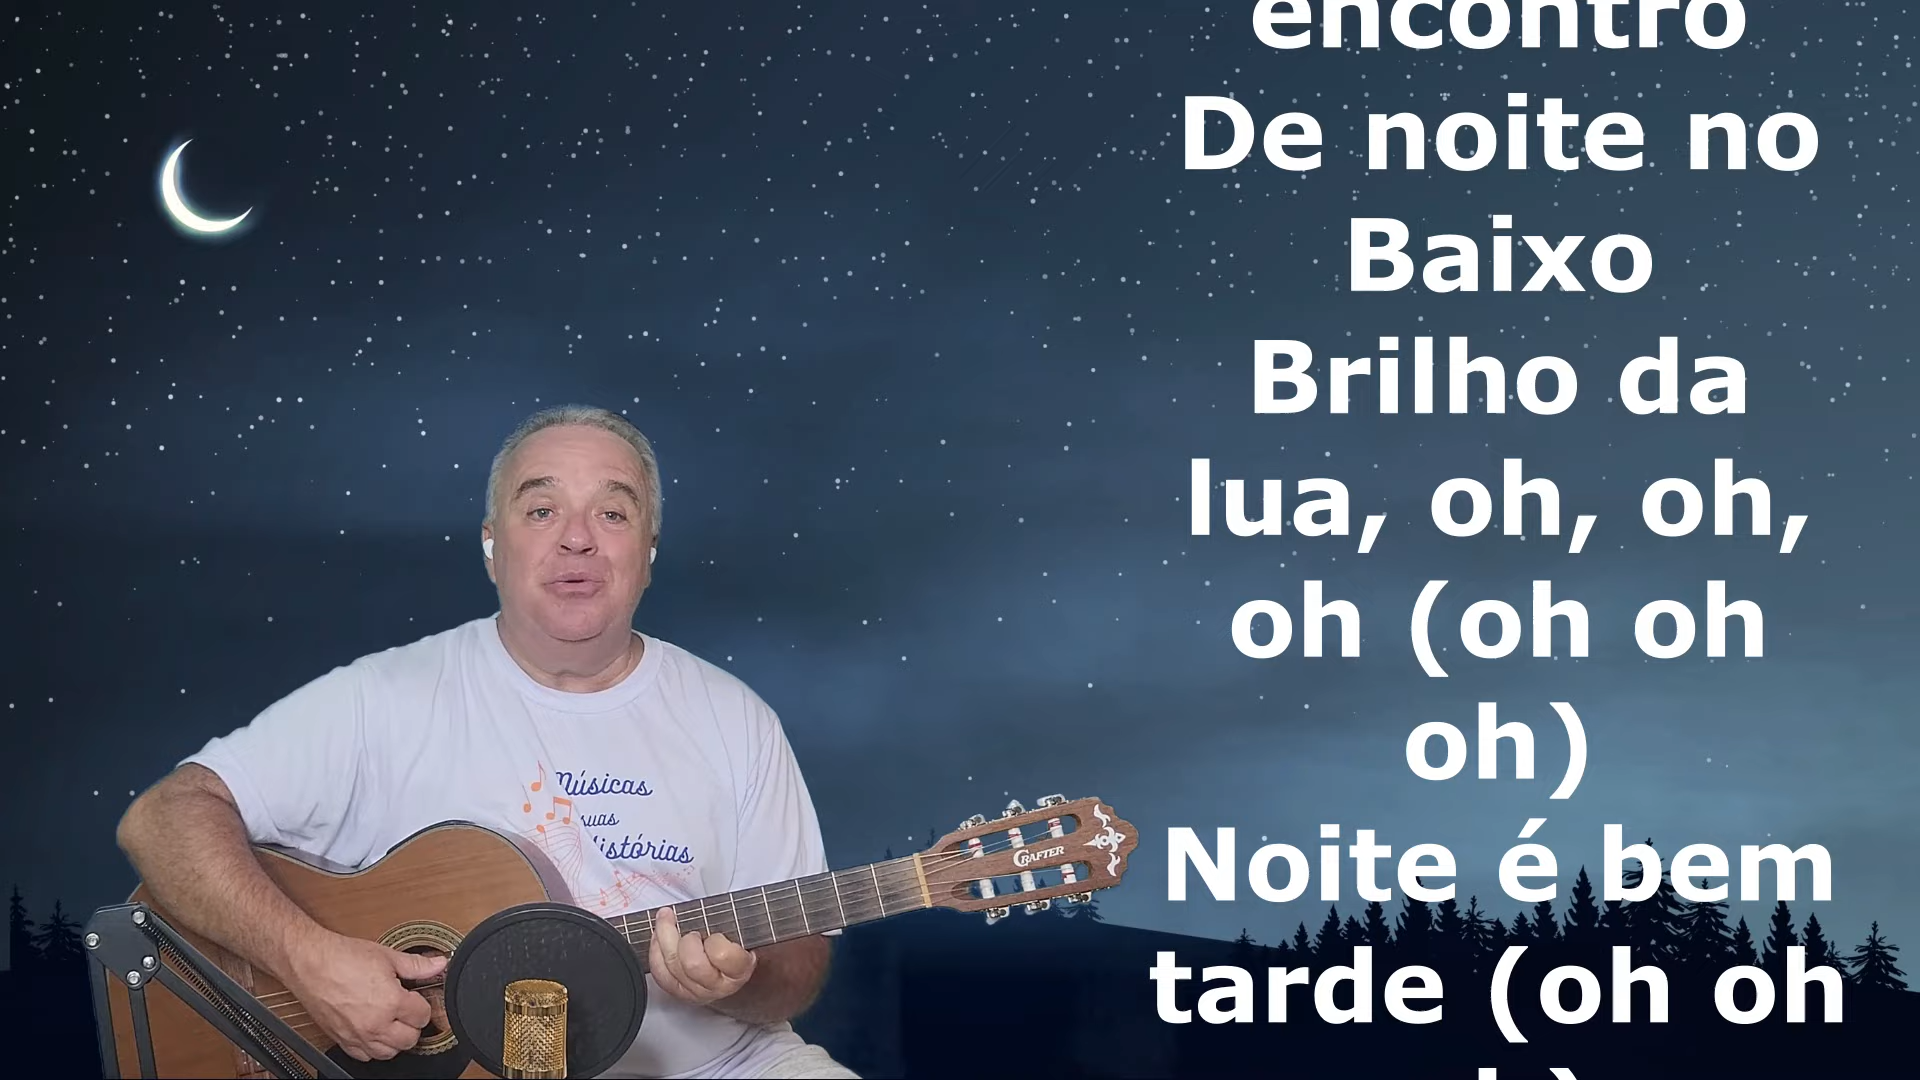 encontro
De noite no
Baixo
Brilho da
lua, oh, oh,
oh (oh oh
oh)
Noite é bem
tarde (oh oh
Músicas
suas
Histórias
CRAFTER